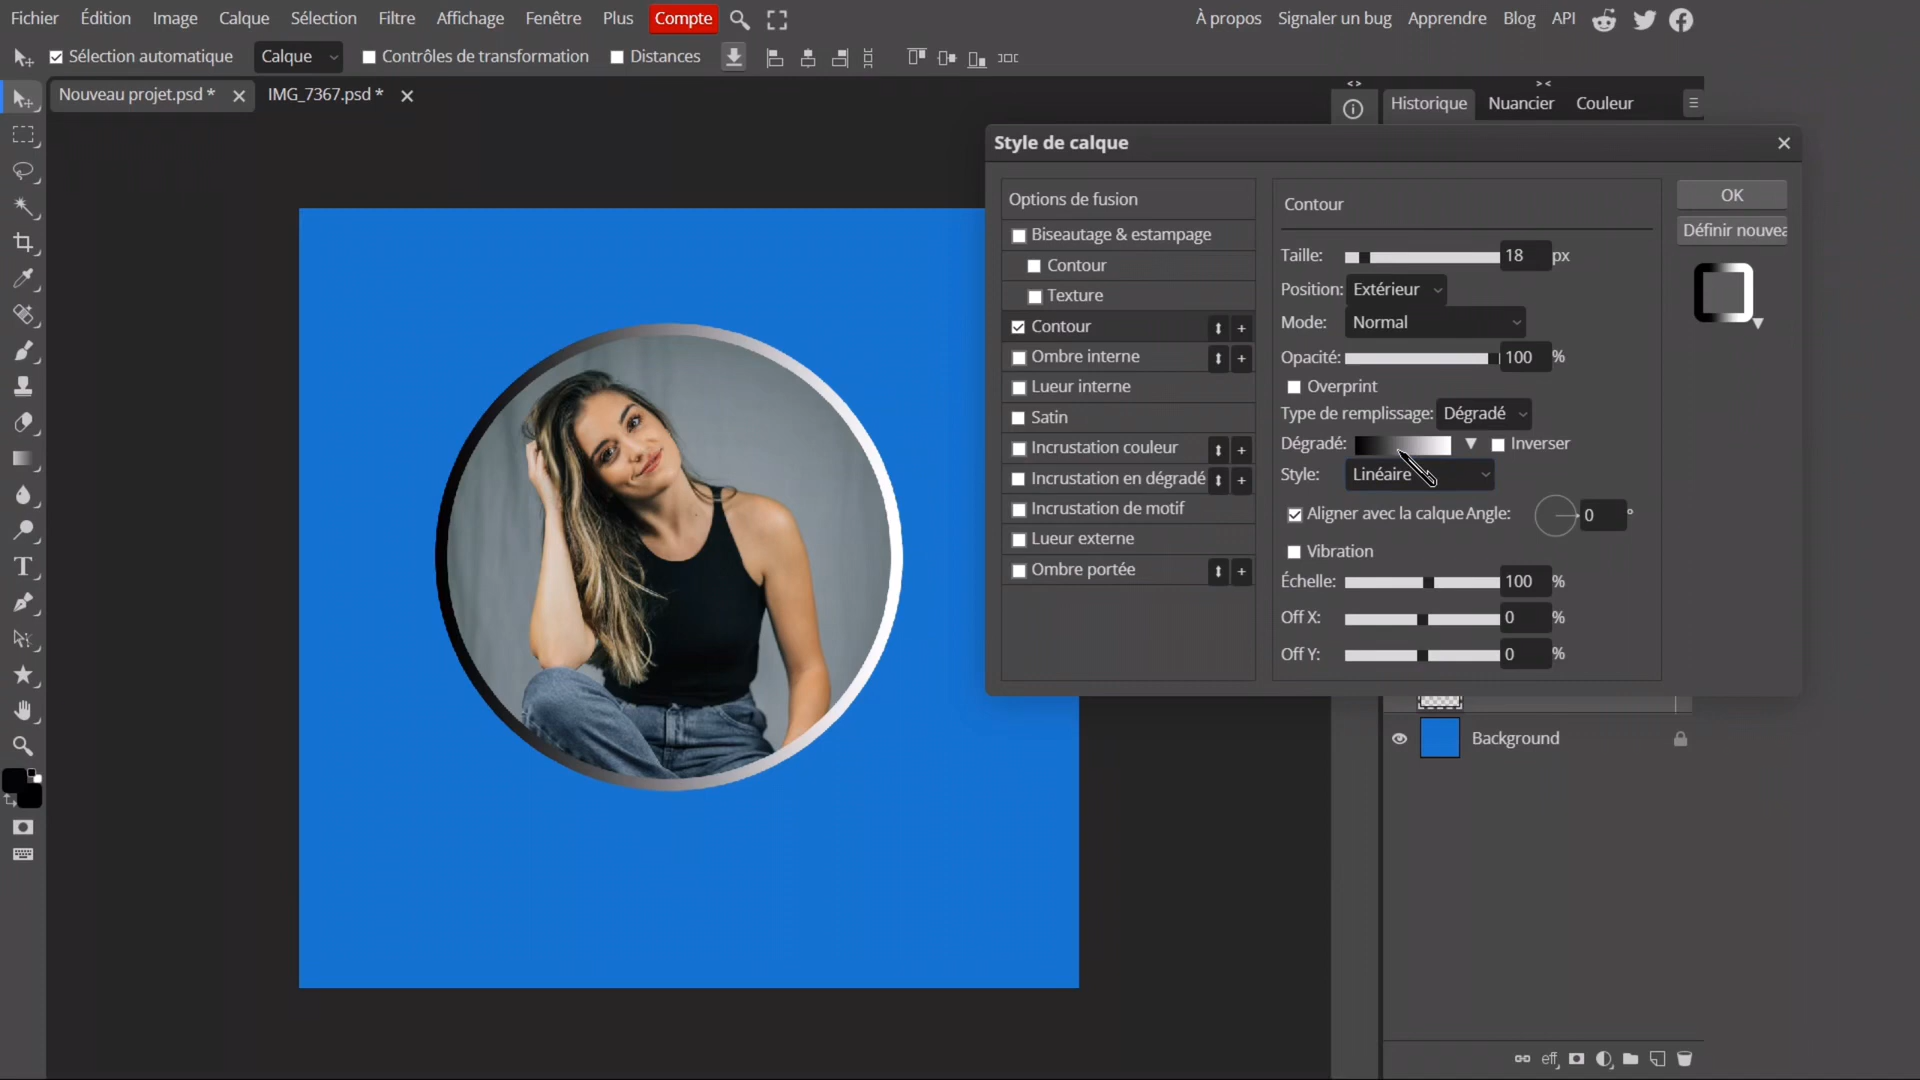 Fichier Édition Image Calque Sélection Filtre Affichage Fenêtre Plus Compte À propos Signaler un bug Apprendre Blog API
Sélection automatique Calque Contrôles de transformation Distances
Nouveau projet.psd * IMG_7367.psd *
Historique Nuancier Couleur
Style de calque
Options de fusion
Biseautage & estampage
Contour
Texture
Contour
Ombre interne
Lueur interne
Satin
Incrustation couleur
Incrustation en dégradé
Incrustation de motif
Lueur externe
Ombre portée
Contour
Taille: 18 px
Position: Extérieur
Mode: Normal
Opacité: 100 %
Overprint
Type de remplissage: Dégradé
Dégradé: Inverser
Style: Linéaire
Aligner avec la calque Angle: 0 °
Vibration
Échelle: 100 %
Off X: 0 %
Off Y: 0 %
OK
Définir nouvea
Background
eff